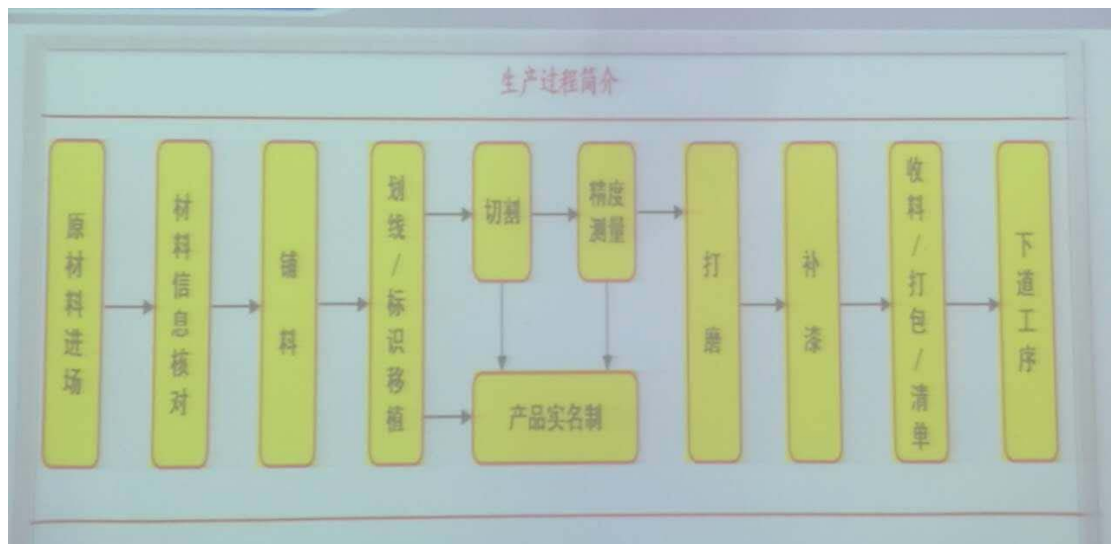 生产过程简介
原材料进场
材料信息核对
铺料
划线/标识移植
切割
精度
测量
产品实名制
打磨
补漆
收料/打包/清单
下道工序